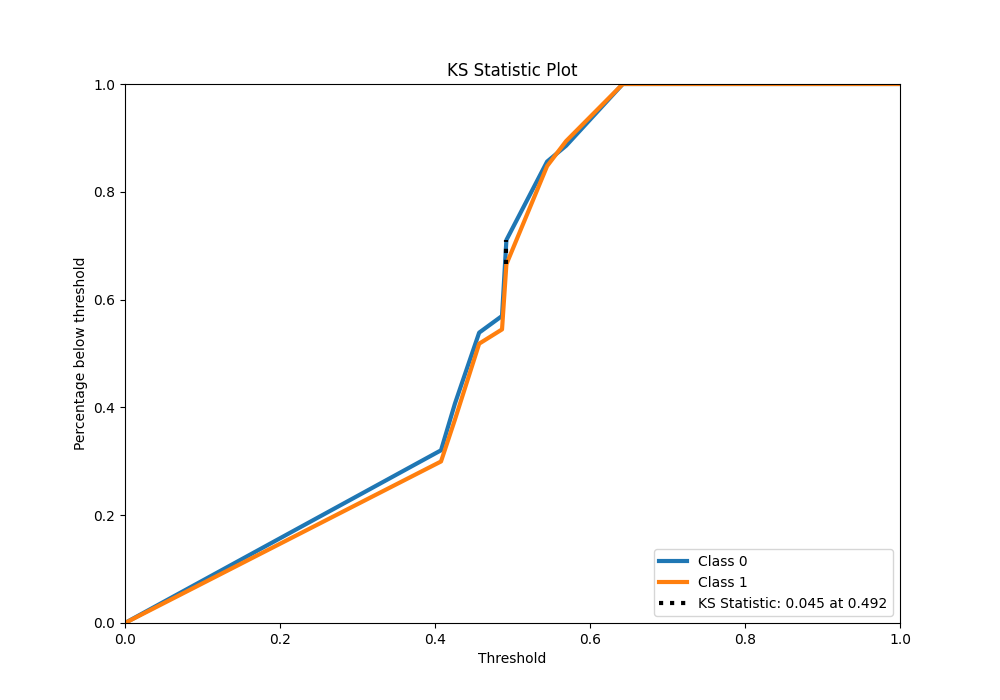 KS Statistic Plot
1.0
0.8
0.6
0.4
0.2
0.0
Percentage below threshold
0.0 0.2 0.4 0.6 0.8 1.0
Threshold
Class 0
Class 1
KS Statistic: 0.045 at 0.492